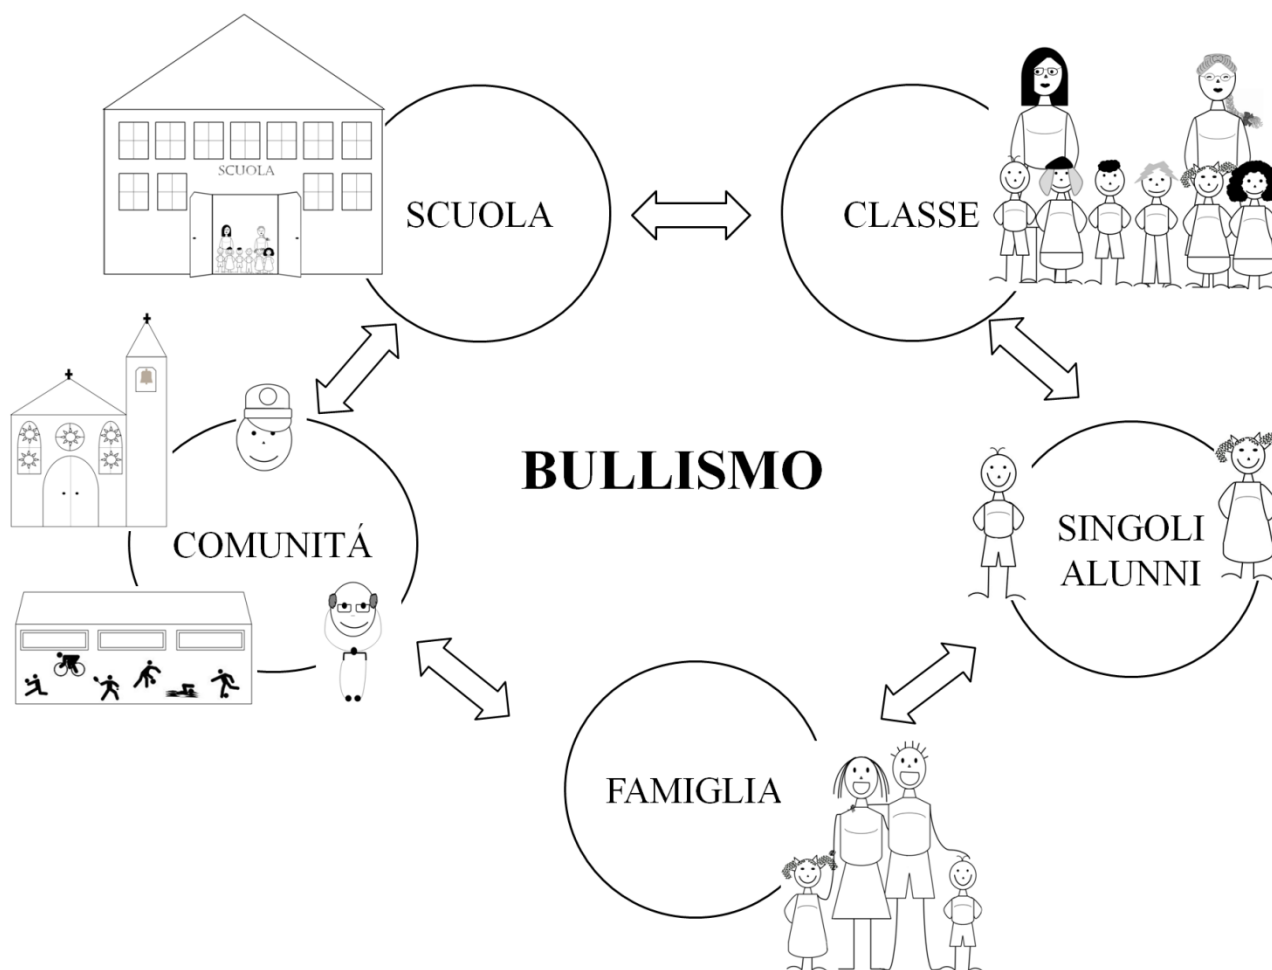 SCUOLA
SCUOLA
CLASSE
BULLISMO
COMUNITÁ
SINGOLI
ALUNNI
FAMIGLIA